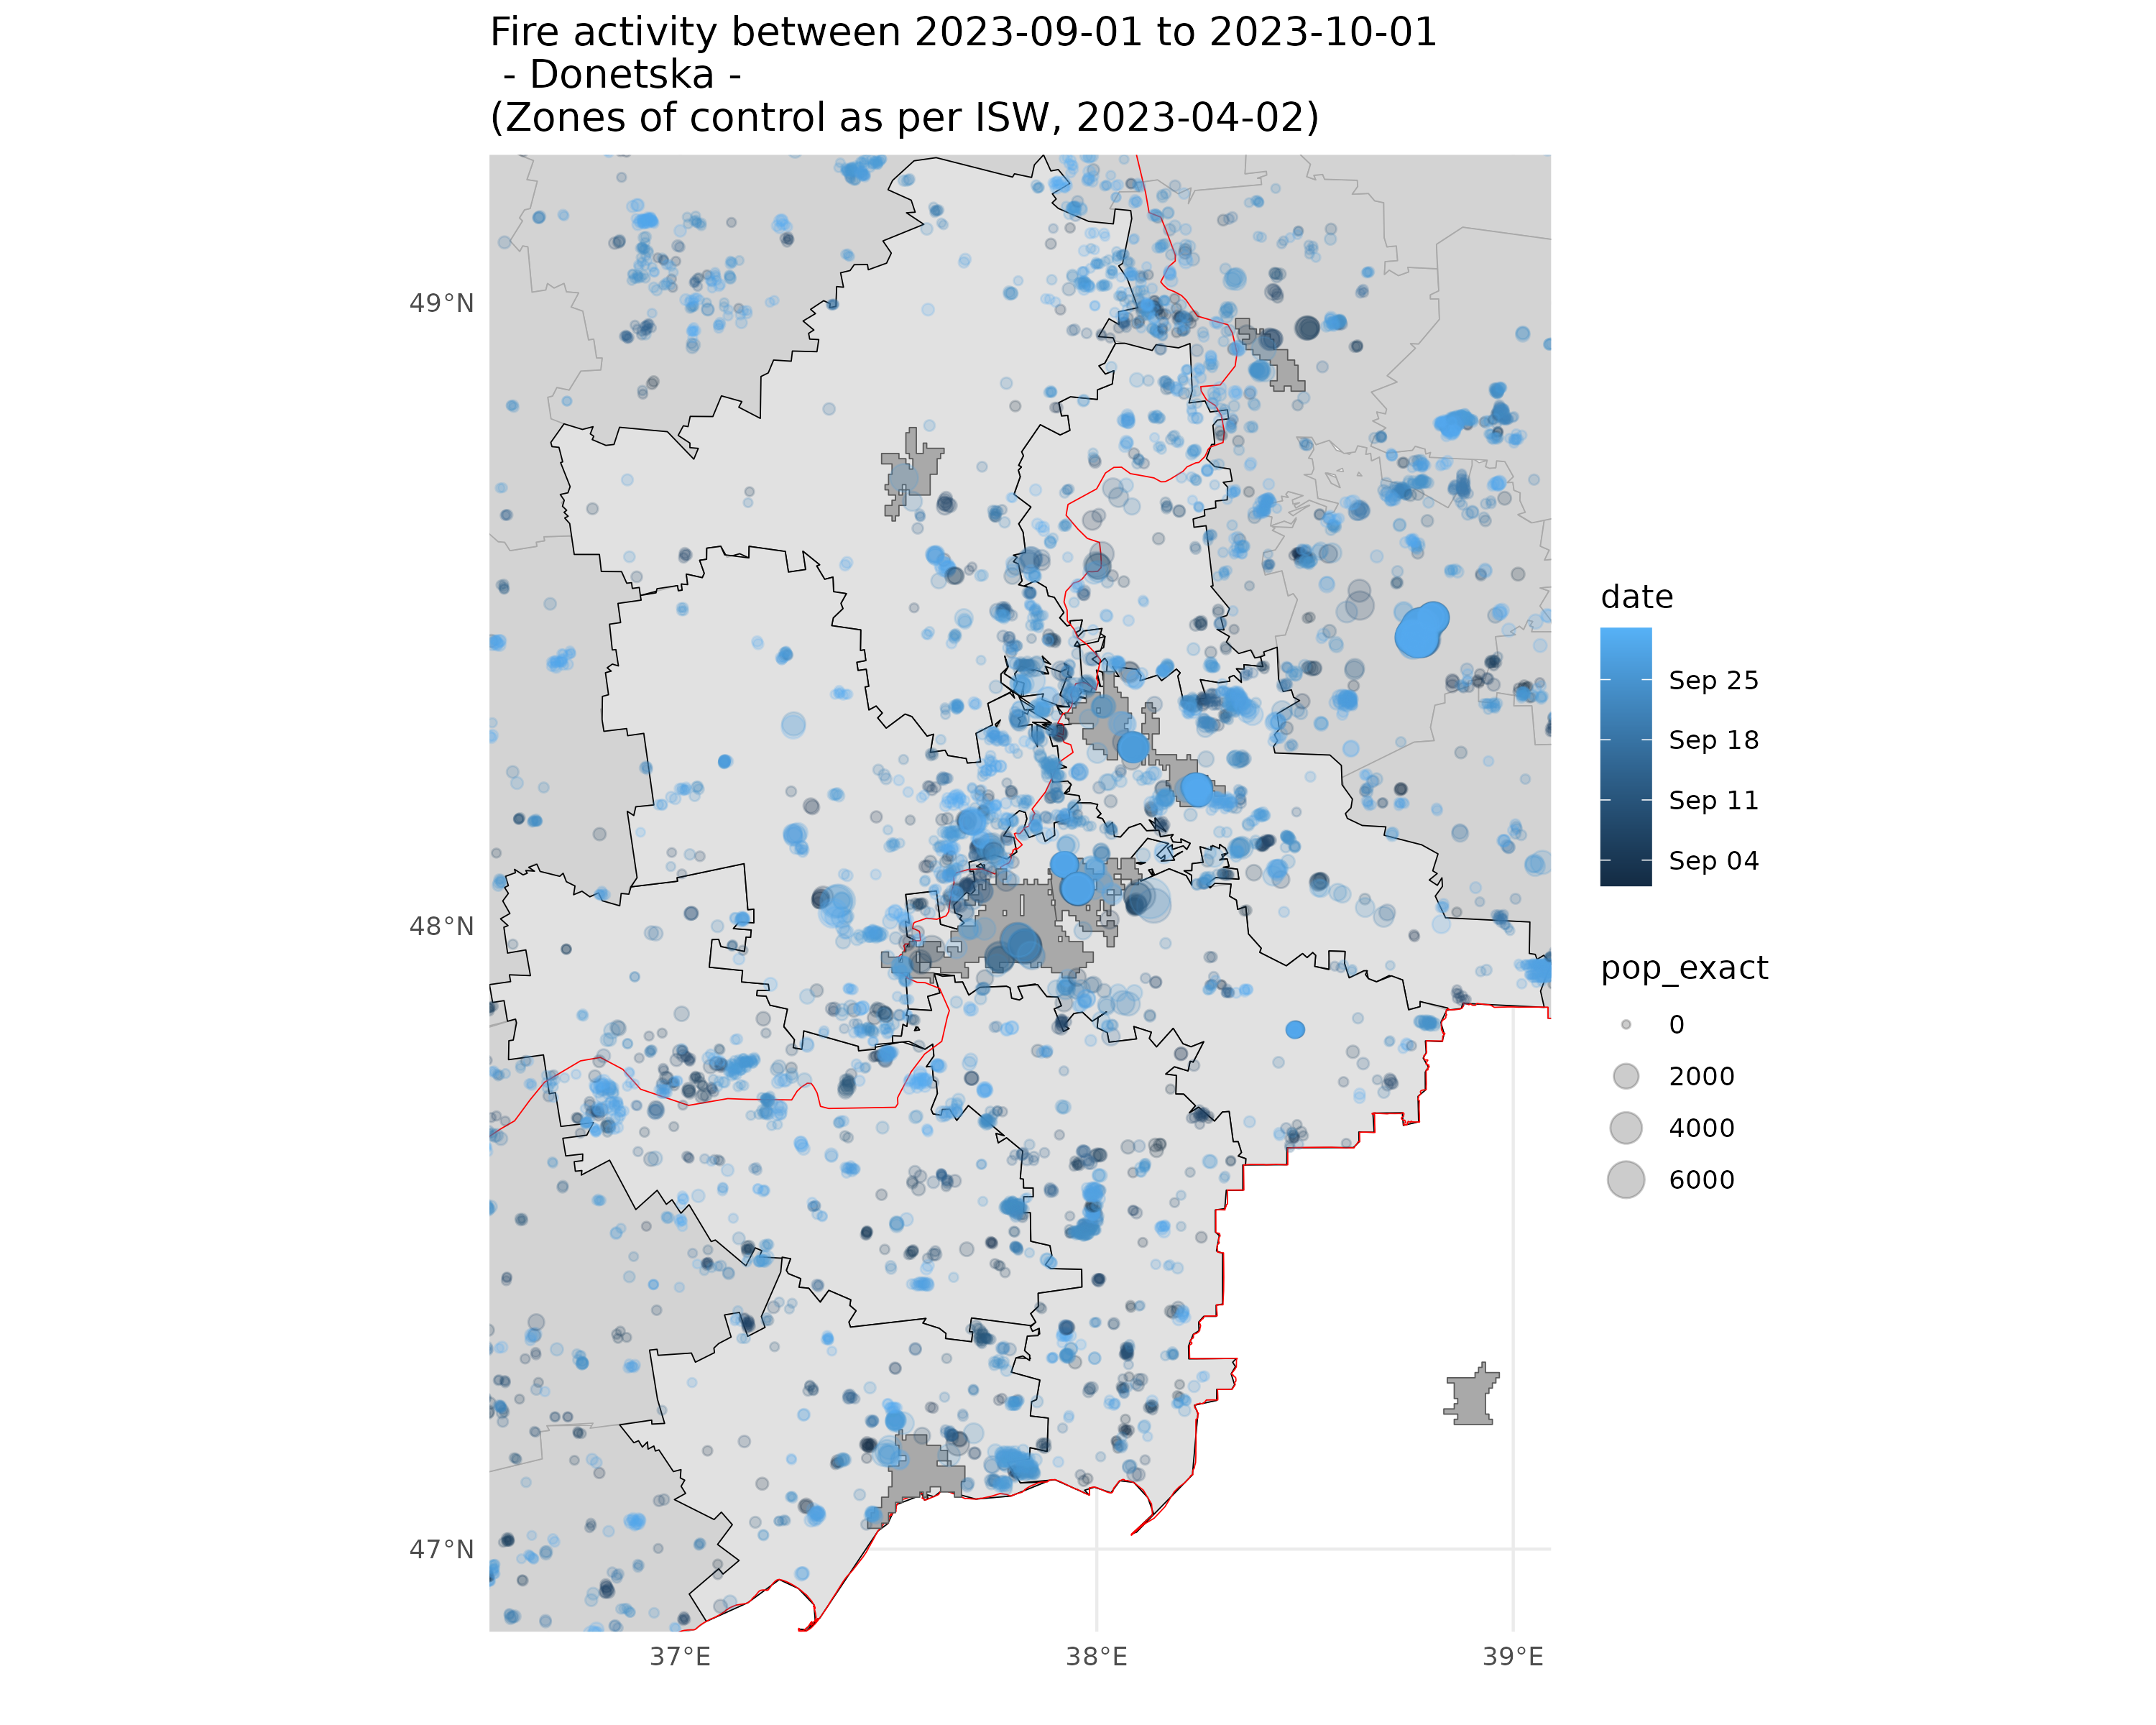 Fire activity between 2023-09-01 to 2023-10-01
- Donetska -
(Zones of control as per ISW, 2023-04-02)
49°N
48°N
47°N
37°E
38°E
39°E
date
Sep 25
Sep 18
Sep 11
Sep 04
pop_exact
0
2000
4000
6000